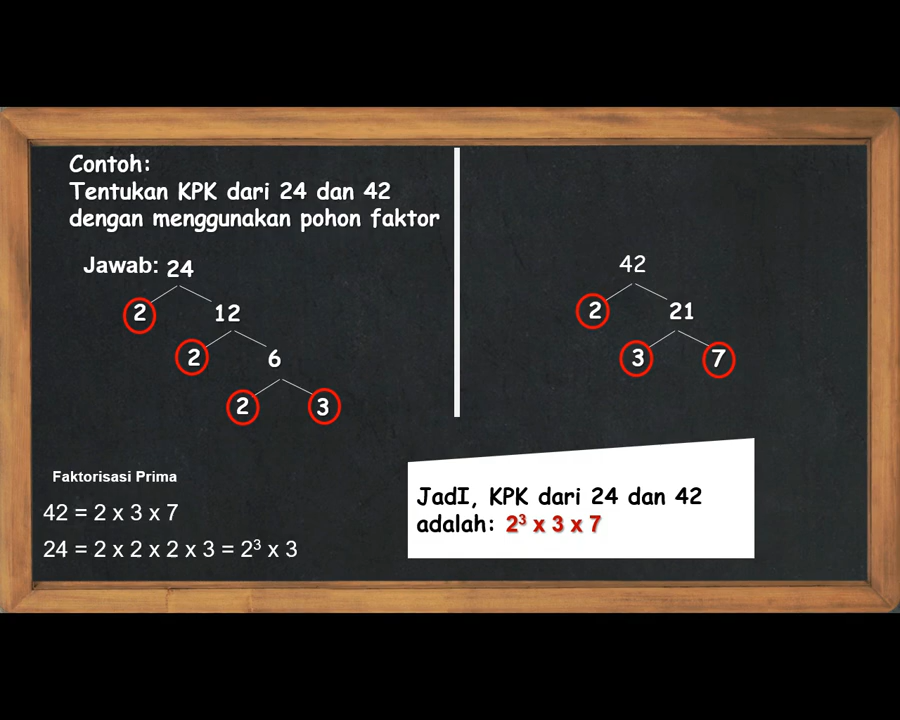 Contoh:
Tentukan KPK dari 24 dan 42
dengan menggunakan pohon faktor
Jawab: 24
2 12
2 6
2 3
42
2 21
3 7
Faktorisasi Prima
42 = 2 x 3 x 7
24 = 2 x 2 x 2 x 3 = 2³ x 3
JadI, KPK dari 24 dan 42
adalah: 2³ x 3 x 7